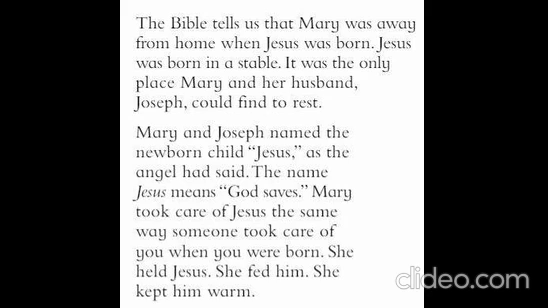 The Bible tells us that Mary was away
from home when Jesus was born. Jesus
was born in a stable. It was the only
place Mary and her husband,
Joseph, could find to rest.
Mary and Joseph named the
newborn child “Jesus,” as the
angel had said. The name
Jesus means “God saves.” Mary
took care of Jesus the same
way someone took care of
you when you were born. She
held Jesus. She fed him. She
kept him warm.
clideo.com